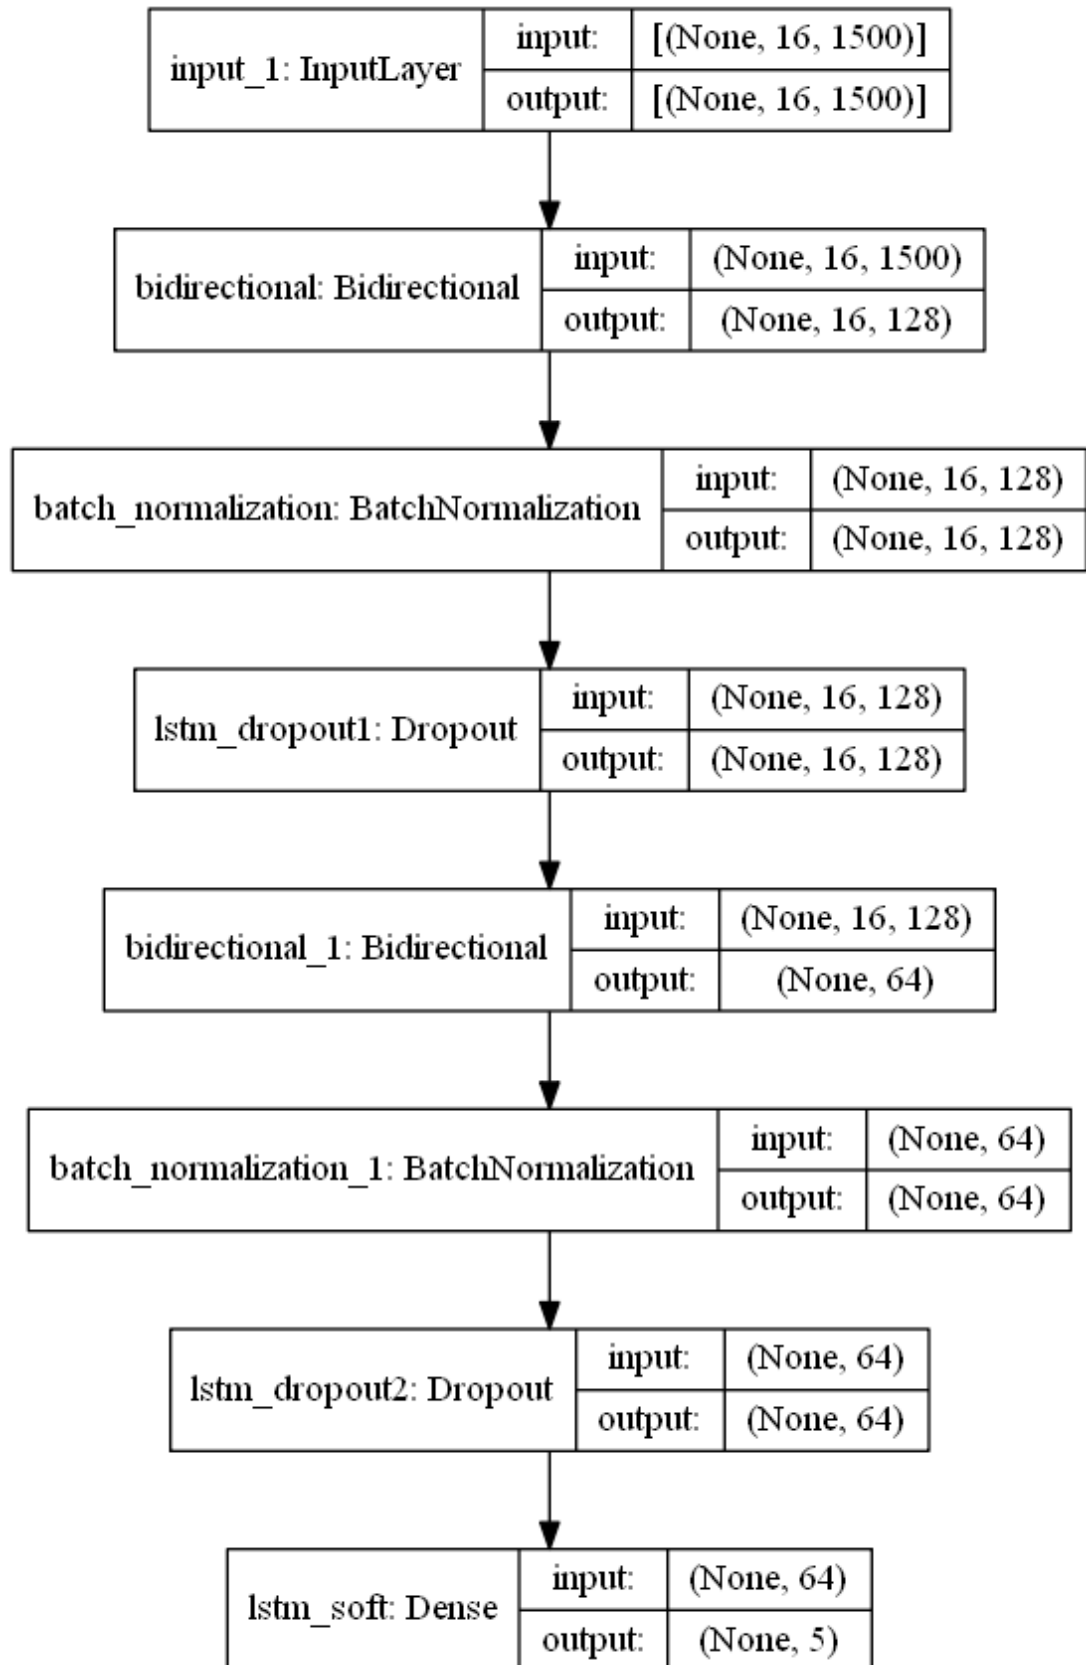 input_1: InputLayer
input: [(None, 16, 1500)]
output: [(None, 16, 1500)]
bidirectional: Bidirectional
input: (None, 16, 1500)
output: (None, 16, 128)
batch_normalization: BatchNormalization
input: (None, 16, 128)
output: (None, 16, 128)
lstm_dropout1: Dropout
input: (None, 16, 128)
output: (None, 16, 128)
bidirectional_1: Bidirectional
input: (None, 16, 128)
output: (None, 64)
batch_normalization_1: BatchNormalization
input: (None, 64)
output: (None, 64)
lstm_dropout2: Dropout
input: (None, 64)
output: (None, 64)
lstm_soft: Dense
input: (None, 64)
output: (None, 5)